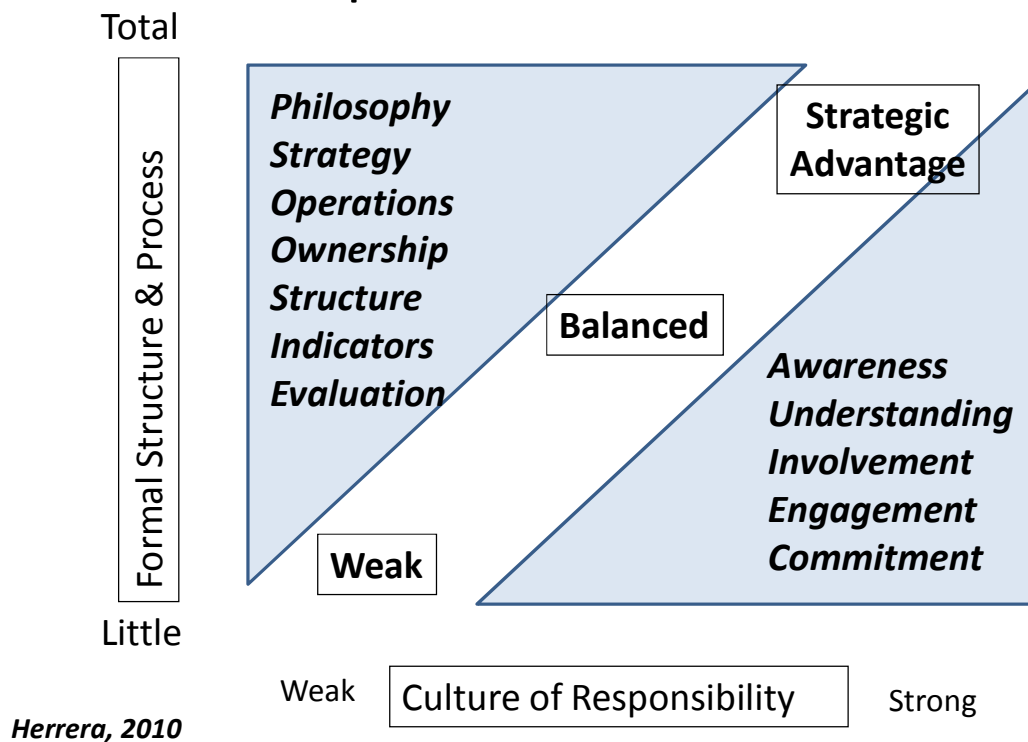 Total
Formal Structure & Process
Little
Philosophy
Strategy
Operations
Ownership
Structure
Indicators
Evaluation
Strategic
Advantage
Balanced
Weak
Awareness
Understanding
Involvement
Engagement
Commitment
Weak
Culture of Responsibility
Strong
Herrera, 2010